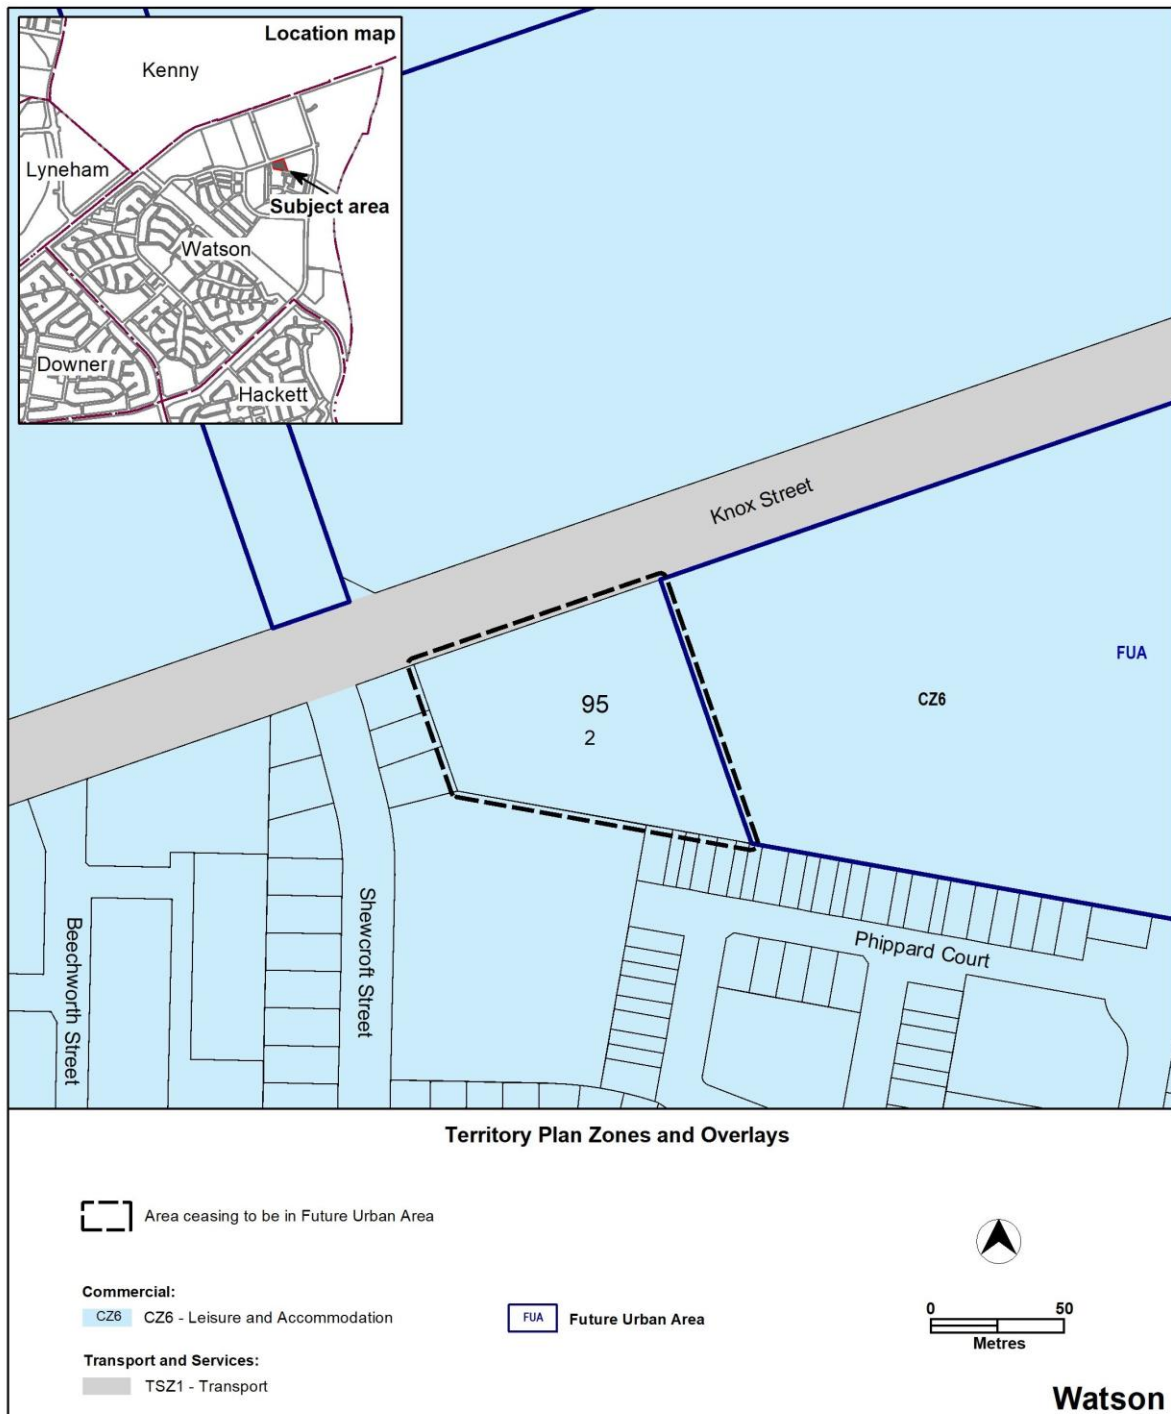 Location map
Kenny
Lyneham
Subject area
Watson
Downer
Hackett
Knox Street
95
2
CZ6
FUA
Shewcroft Street
Beechworth Street
Phippard Court
Territory Plan Zones and Overlays
Area ceasing to be in Future Urban Area
Commercial:
CZ6 CZ6 - Leisure and Accommodation
FUA Future Urban Area
Transport and Services:
TSZ1 - Transport
0 50
Metres
Watson